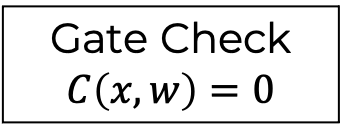 Gate Check
C(x, w) = 0